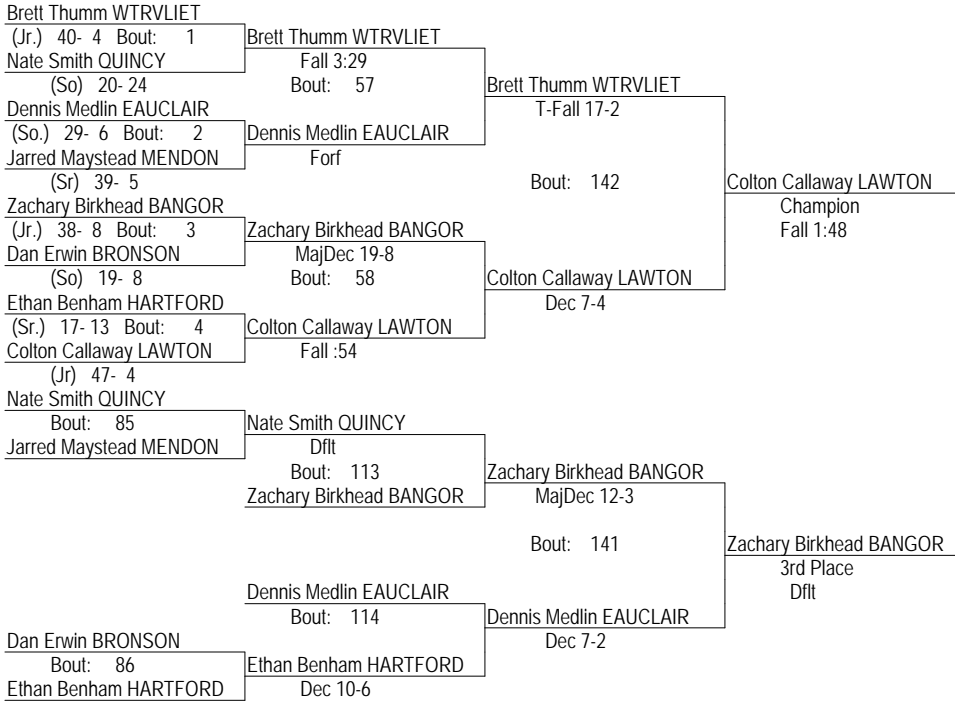 Brett Thumm WTRVLIET
(Jr.) 40- 4 Bout: 1 Brett Thumm WTRVLIET
Nate Smith QUINCY Fall 3:29
(So) 20- 24 Bout: 57 Brett Thumm WTRVLIET
Dennis Medlin EAUCLAIR T-Fall 17-2
(So.) 29- 6 Bout: 2 Dennis Medlin EAUCLAIR
Jarred Maystead MENDON Forf
(Sr) 39- 5 Bout: 142 Colton Callaway LAWTON
Zachary Birkhead BANGOR Champion
(Jr.) 38- 8 Bout: 3 Zachary Birkhead BANGOR Fall 1:48
Dan Erwin BRONSON MajDec 19-8
(So) 19- 8 Bout: 58 Colton Callaway LAWTON
Ethan Benham HARTFORD Dec 7-4
(Sr.) 17- 13 Bout: 4 Colton Callaway LAWTON
Colton Callaway LAWTON Fall :54
(Jr) 47- 4
Nate Smith QUINCY
Bout: 85 Nate Smith QUINCY
Jarred Maystead MENDON Dflt
Bout: 113 Zachary Birkhead BANGOR
Zachary Birkhead BANGOR MajDec 12-3
Bout: 141 Zachary Birkhead BANGOR
3rd Place
Dennis Medlin EAUCLAIR Dflt
Bout: 114 Dennis Medlin EAUCLAIR
Dan Erwin BRONSON Dec 7-2
Bout: 86 Ethan Benham HARTFORD
Ethan Benham HARTFORD Dec 10-6